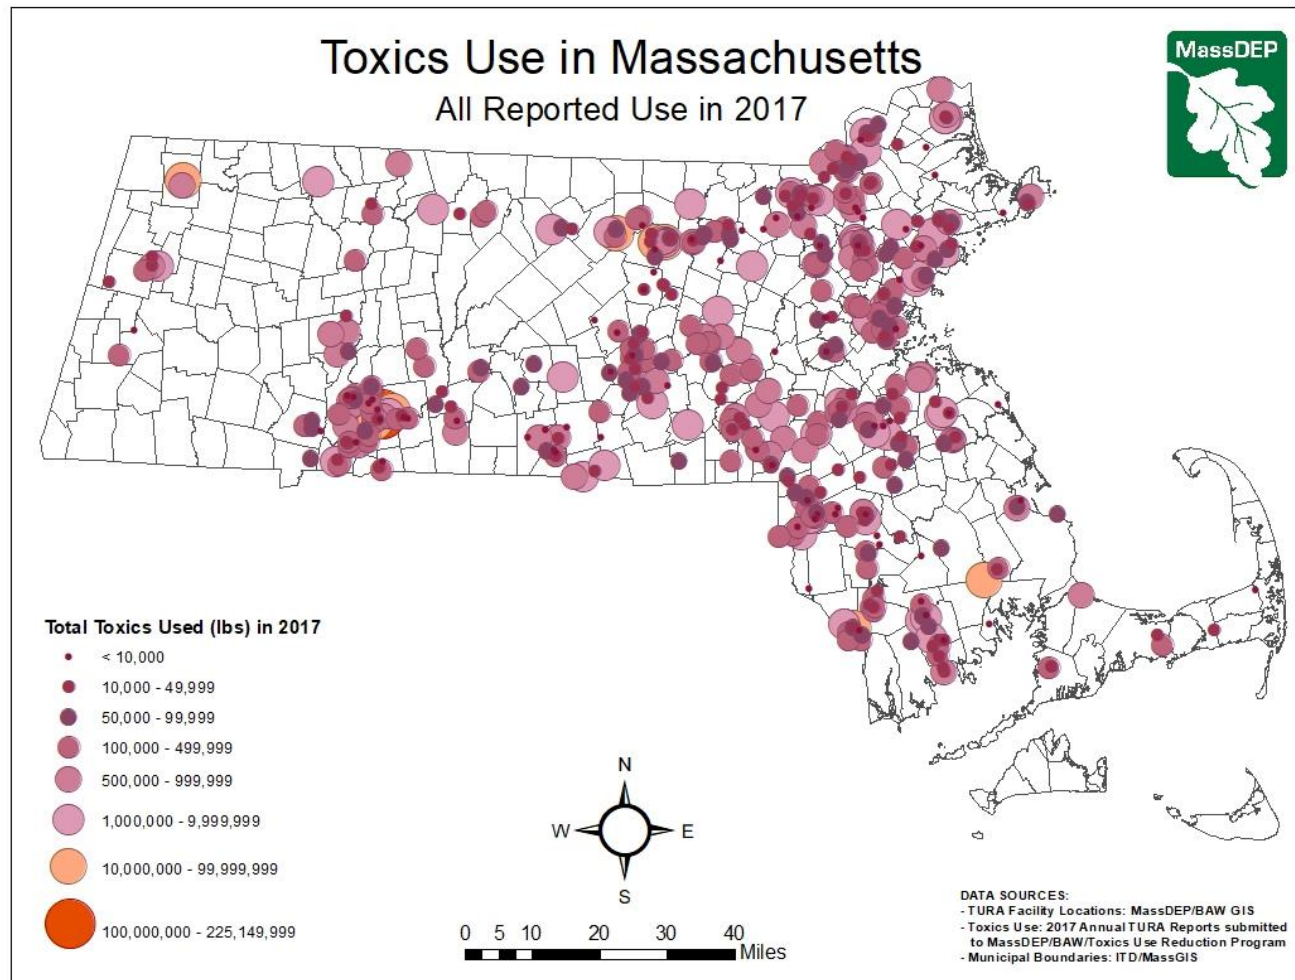 Toxics Use in Massachusetts
All Reported Use in 2017
MassDEP
Total Toxics Used (lbs) in 2017
< 10,000
10,000 - 49,999
50,000 - 99,999
100,000 - 499,999
500,000 - 999,999
1,000,000 - 9,999,999
10,000,000 - 99,999,999
100,000,000 - 225,149,999
N
W E
S
0 5 10 20 30 40
Miles
DATA SOURCES:
- TURA Facility Locations: MassDEP/BAW GIS
- Toxics Use: 2017 Annual TURA Reports submitted
to MassDEP/BAW/Toxics Use Reduction Program
- Municipal Boundaries: ITD/MassGIS